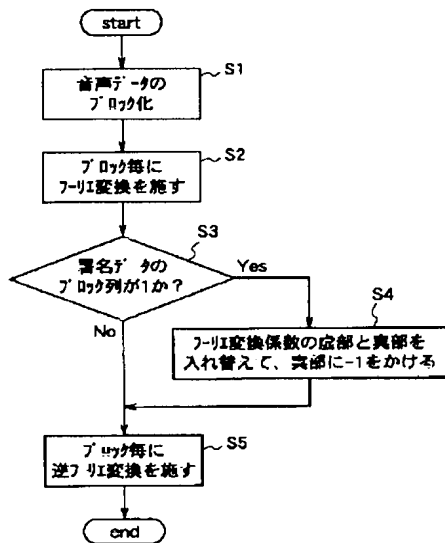 start
S1
音声データの
ブロック化
S2
ブロック毎に
フーリエ変換を施す
S3
署名データの
ブロック列が1か?
Yes
No
S4
フーリエ変換係数の虚部と実部を
入れ替えて、実部に-1をかける
S5
ブロック毎に
逆フーリエ変換を施す
end